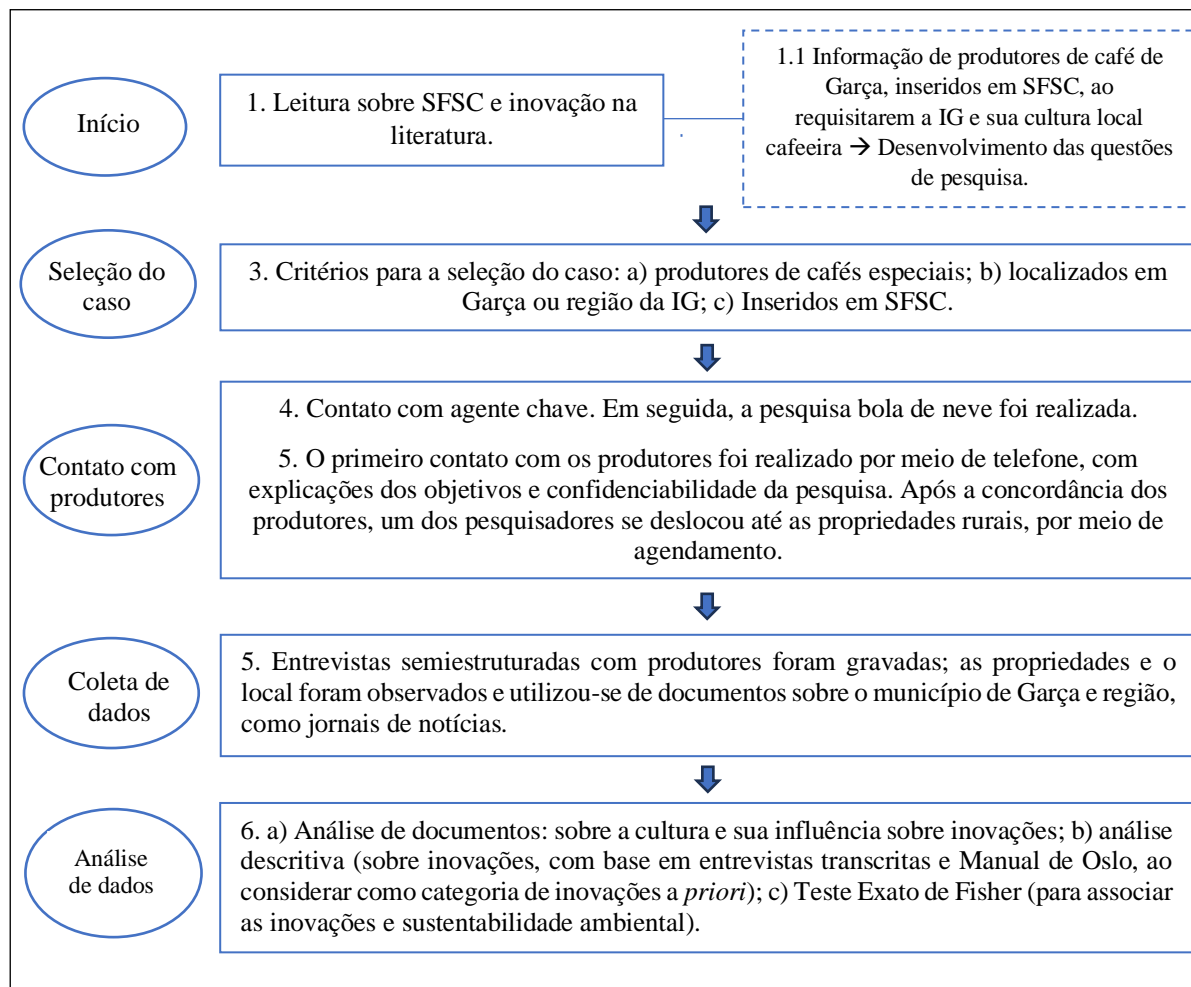 Início
1. Leitura sobre SFSC e inovação na
literatura.
1.1 Informação de produtores de café de
Garça, inseridos em SFSC, ao
requisitarem a IG e sua cultura local
cafeeira → Desenvolvimento das questões
de pesquisa.
Seleção do
caso
3. Critérios para a seleção do caso: a) produtores de cafés especiais; b) localizados em
Garça ou região da IG; c) Inseridos em SFSC.
Contato com
produtores
4. Contato com agente chave. Em seguida, a pesquisa bola de neve foi realizada.
5. O primeiro contato com os produtores foi realizado por meio de telefone, com
explicações dos objetivos e confidenciabilidade da pesquisa. Após a concordância dos
produtores, um dos pesquisadores se deslocou até as propriedades rurais, por meio de
agendamento.
Coleta de
dados
5. Entrevistas semiestruturadas com produtores foram gravadas; as propriedades e o
local foram observados e utilizou-se de documentos sobre o município de Garça e região,
como jornais de notícias.
Análise
de dados
6. a) Análise de documentos: sobre a cultura e sua influência sobre inovações; b) análise
descritiva (sobre inovações, com base em entrevistas transcritas e Manual de Oslo, ao
considerar como categoria de inovações a priori); c) Teste Exato de Fisher (para associar
as inovações e sustentabilidade ambiental).